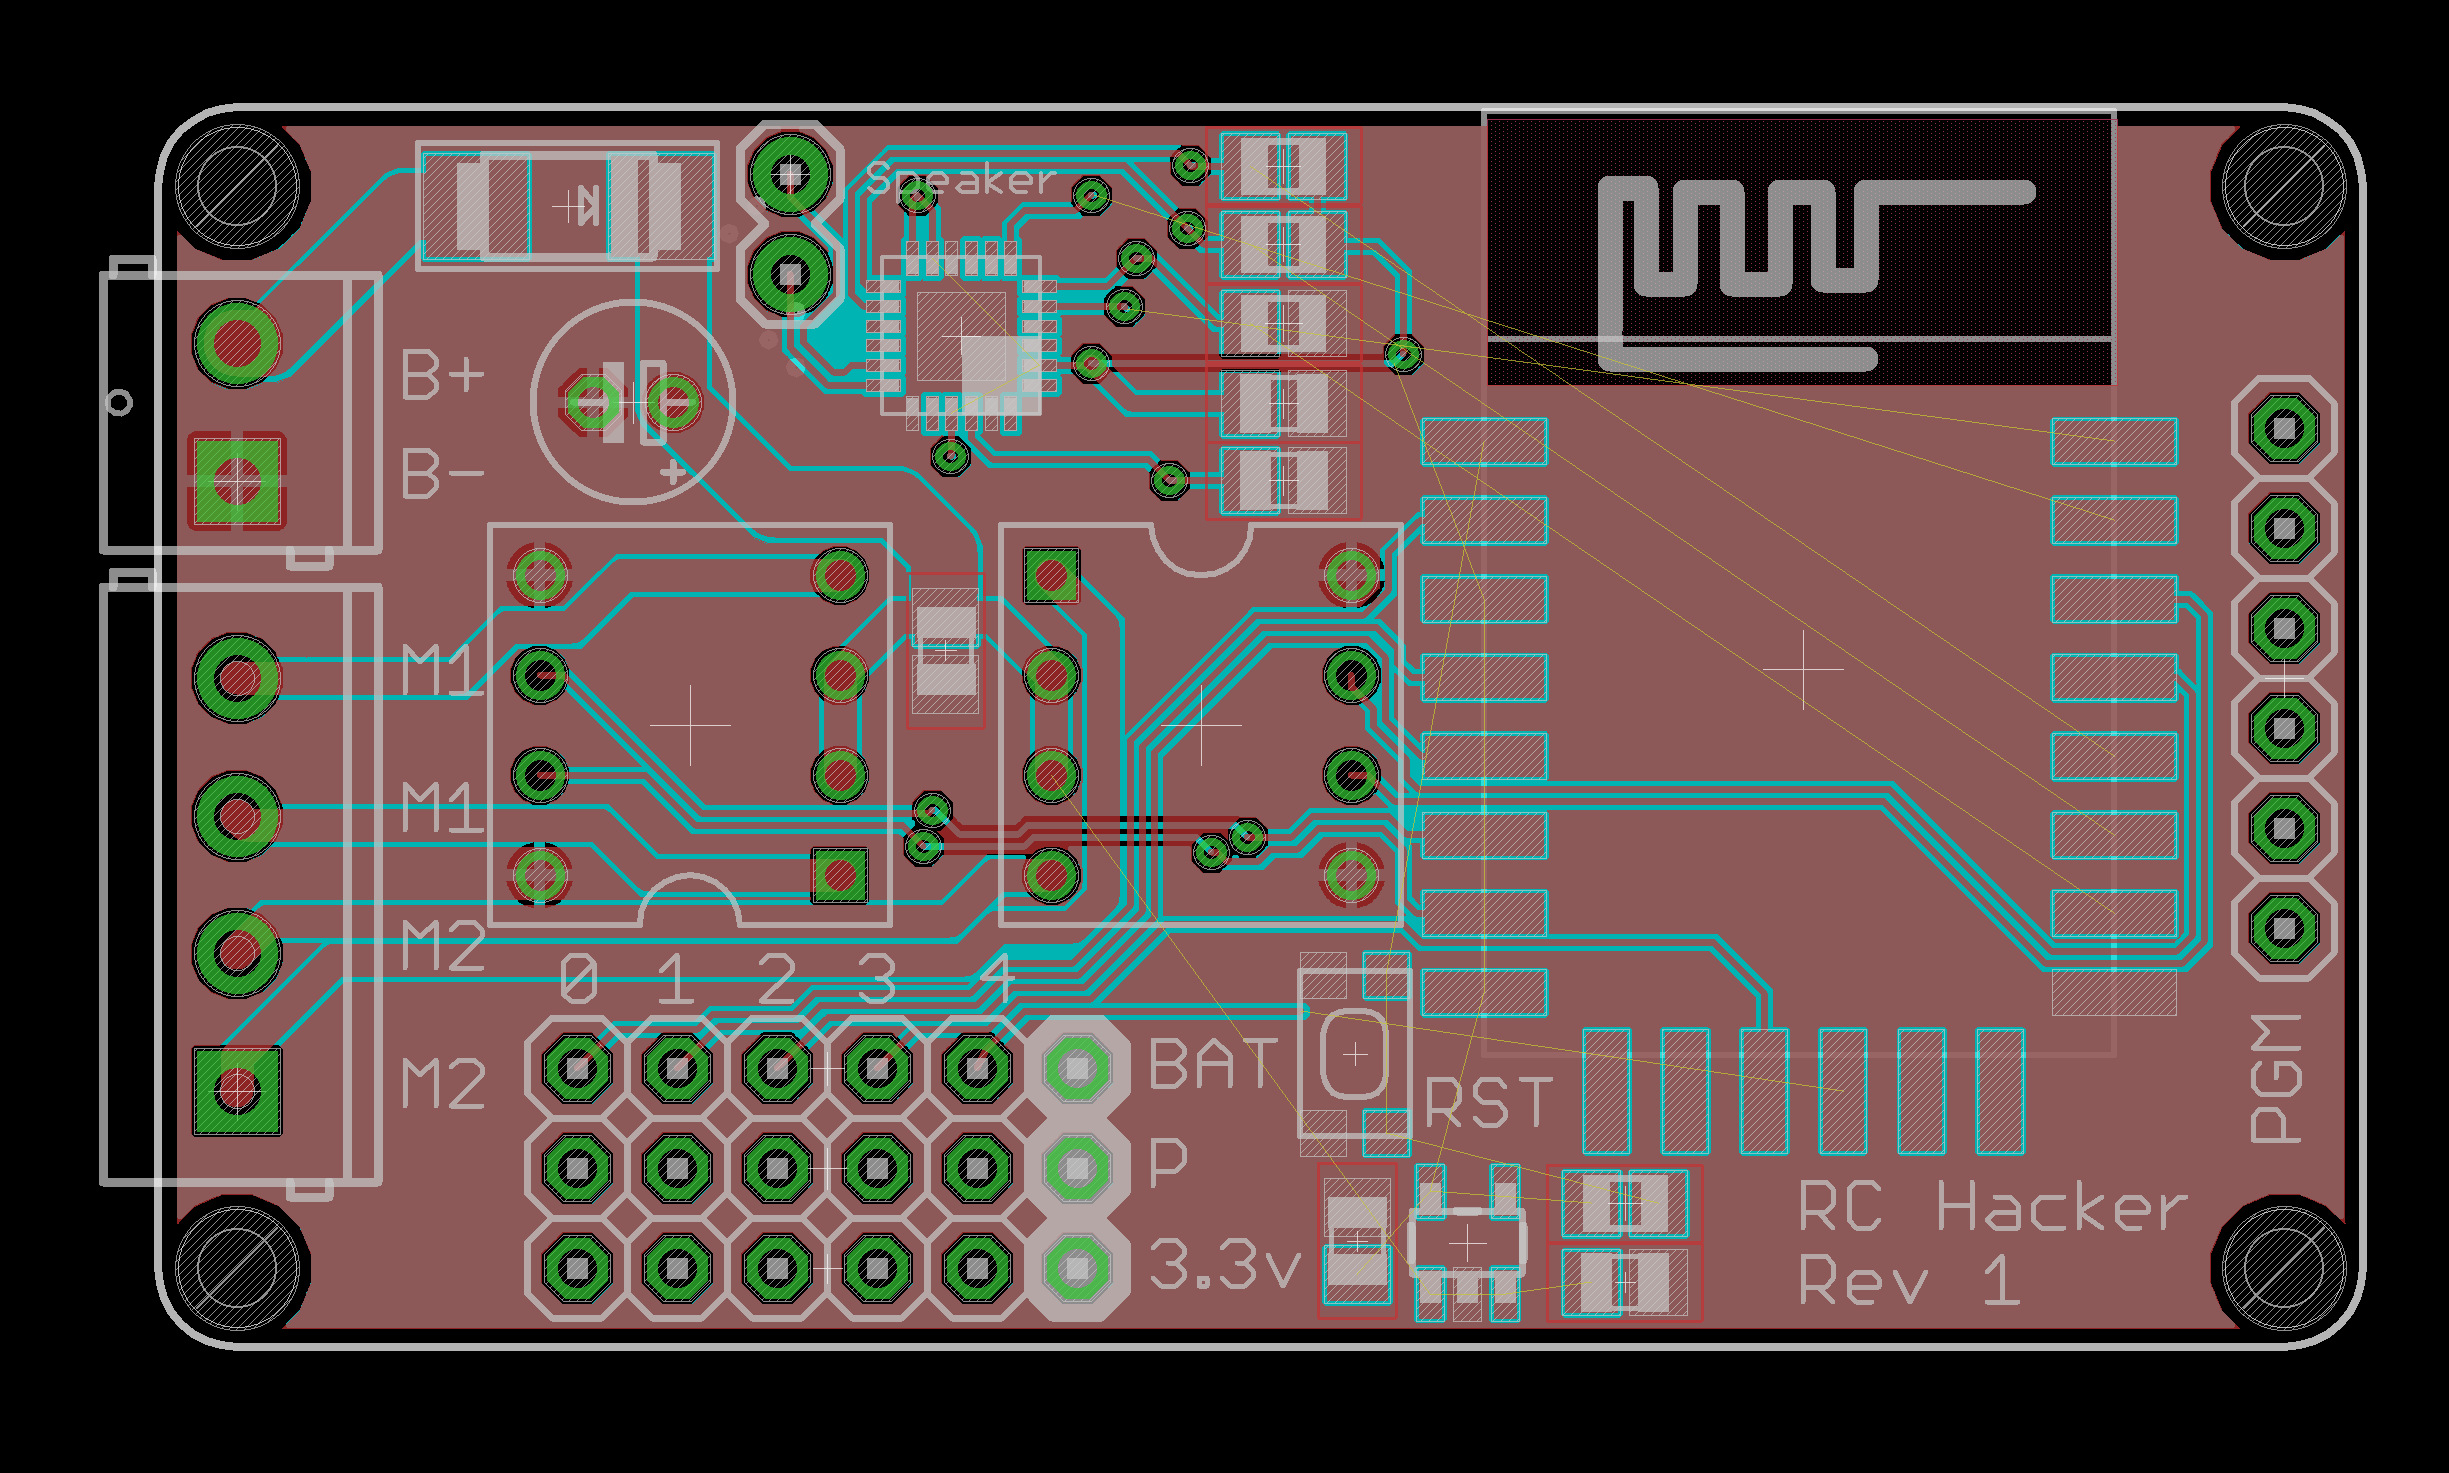 Speaker
B+
B-
M1
M1
M2
M2
0 1 2 3 4
BAT
P
3.3v
RST
PGM
RC Hacker
Rev 1